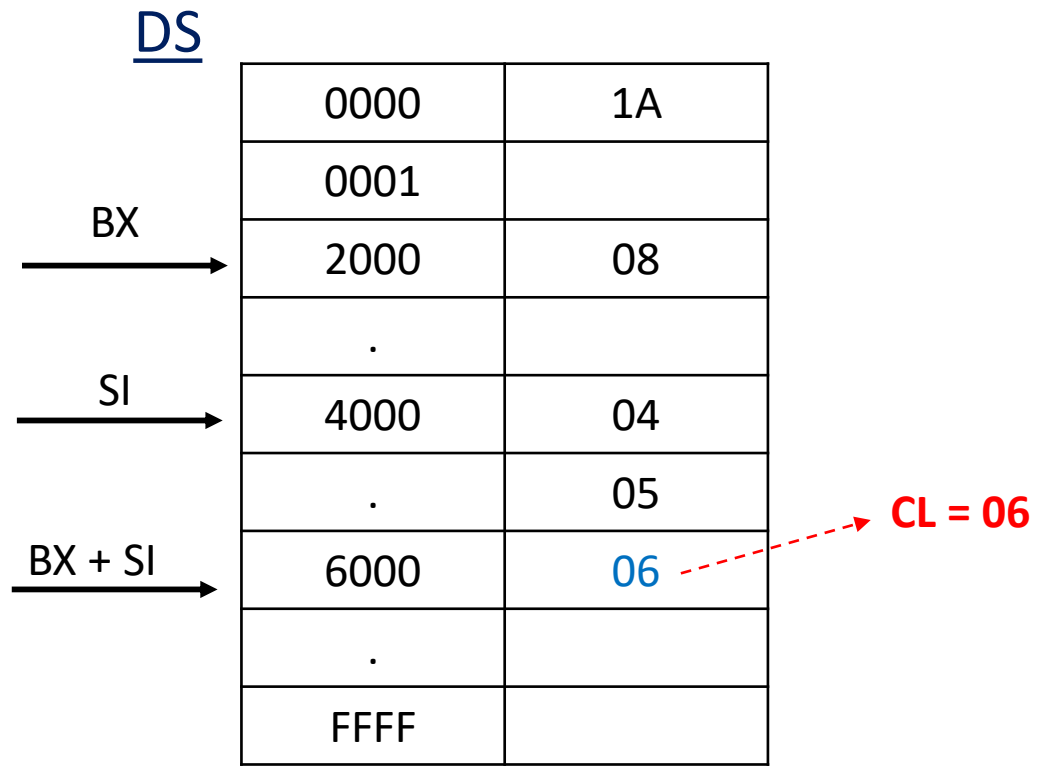 DS
0000 1A
0001
BX
2000 08
.
SI
4000 04
. 05
CL = 06
BX + SI
6000 06
.
FFFF